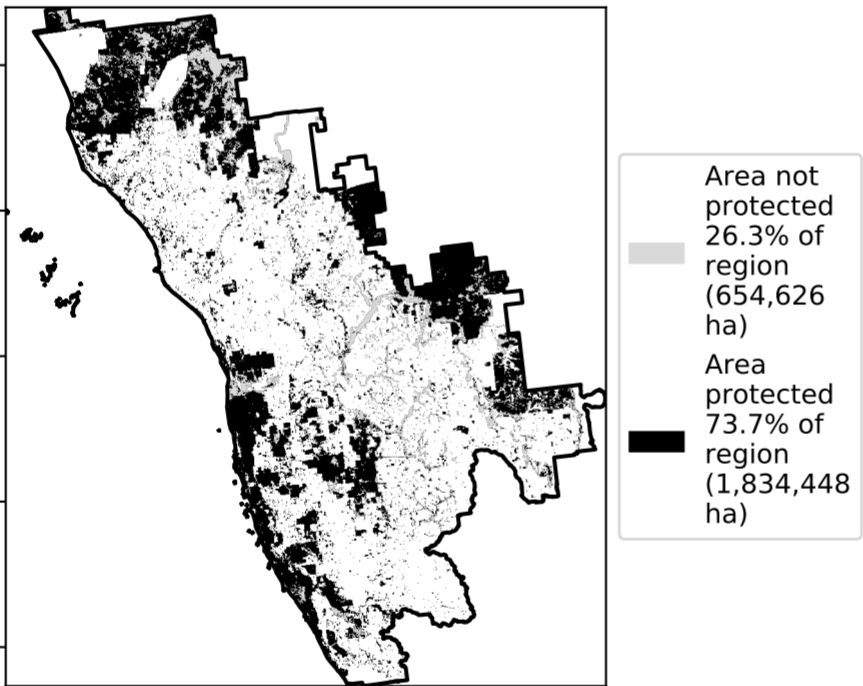 Area not
protected
26.3% of
region
(654,626
ha)
Area
protected
73.7% of
region
(1,834,448
ha)